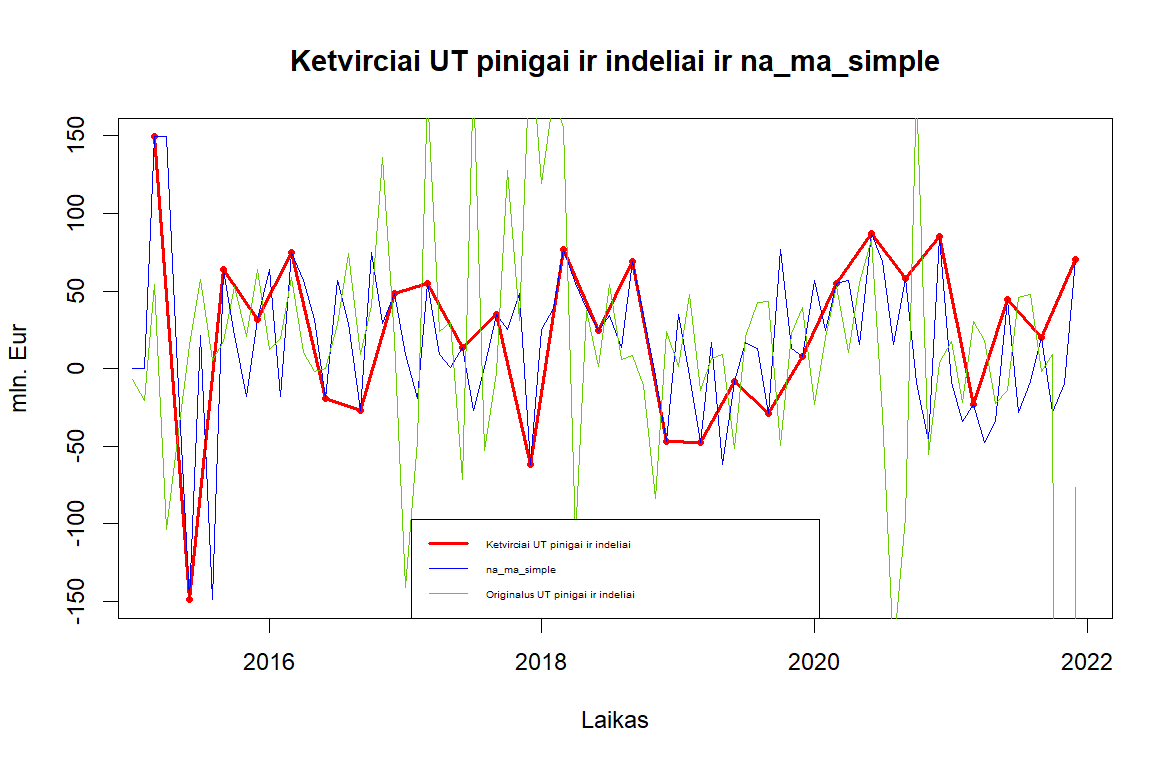 Ketvirciai UT pinigai ir indeliai ir na_ma_simple
mln. Eur
150
100
50
0
-50
-100
-150
Ketvirciai UT pinigai ir indeliai
na_ma_simple
Originalus UT pinigai ir indeliai
2016
2018
2020
2022
Laikas